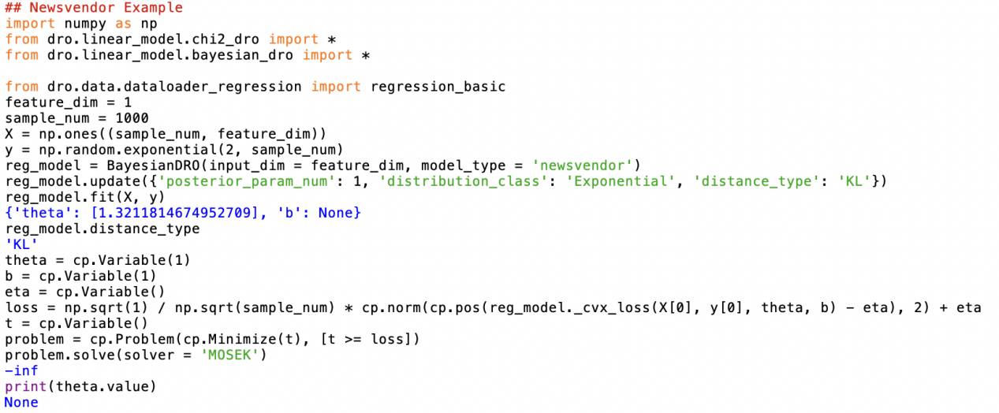 ## Newsvendor Example
import numpy as np
from dro.linear_model.chi2_dro import *
from dro.linear_model.bayesian_dro import *
from dro.data.dataloader_regression import regression_basic
feature_dim = 1
sample_num = 1000
X = np.ones((sample_num, feature_dim))
y = np.random.exponential(2, sample_num)
reg_model = BayesianDRO(input_dim = feature_dim, model_type = 'newsvendor')
reg_model.update({'posterior_param_num': 1, 'distribution_class': 'Exponential', 'distance_type': 'KL'})
reg_model.fit(X, y)
{'theta': [1.3211814674952709], 'b': None}
reg_model.distance_type
'KL'
theta = cp.Variable(1)
b = cp.Variable(1)
eta = cp.Variable()
loss = np.sqrt(1) / np.sqrt(sample_num) * cp.norm(cp.pos(reg_model._cvx_loss(X[0], y[0], theta, b) - eta), 2) + eta
t = cp.Variable()
problem = cp.Problem(cp.Minimize(t), [t >= loss])
problem.solve(solver = 'MOSEK')
-inf
print(theta.value)
None